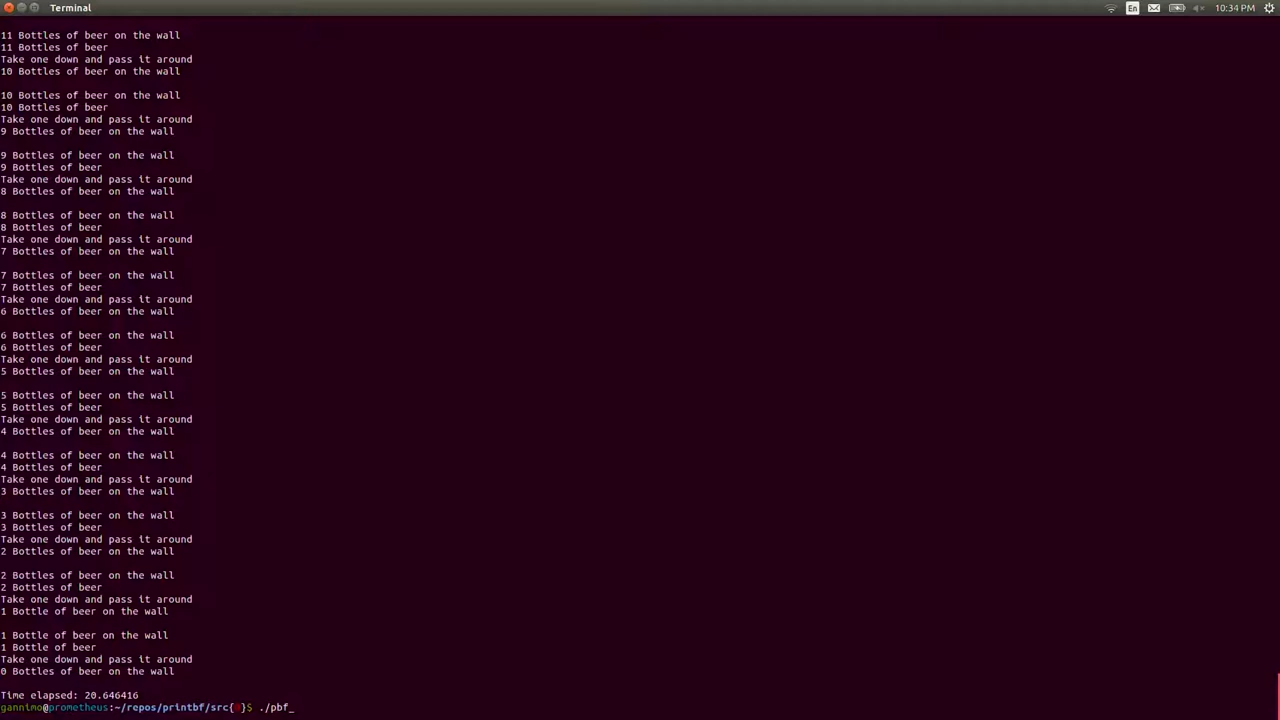 Terminal
En
10:34 PM
11 Bottles of beer on the wall
11 Bottles of beer
Take one down and pass it around
10 Bottles of beer on the wall
10 Bottles of beer on the wall
10 Bottles of beer
Take one down and pass it around
9 Bottles of beer on the wall
9 Bottles of beer on the wall
9 Bottles of beer
Take one down and pass it around
8 Bottles of beer on the wall
8 Bottles of beer on the wall
8 Bottles of beer
Take one down and pass it around
7 Bottles of beer on the wall
7 Bottles of beer on the wall
7 Bottles of beer
Take one down and pass it around
6 Bottles of beer on the wall
6 Bottles of beer on the wall
6 Bottles of beer
Take one down and pass it around
5 Bottles of beer on the wall
5 Bottles of beer on the wall
5 Bottles of beer
Take one down and pass it around
4 Bottles of beer on the wall
4 Bottles of beer on the wall
4 Bottles of beer
Take one down and pass it around
3 Bottles of beer on the wall
3 Bottles of beer on the wall
3 Bottles of beer
Take one down and pass it around
2 Bottles of beer on the wall
2 Bottles of beer on the wall
2 Bottles of beer
Take one down and pass it around
1 Bottle of beer on the wall
1 Bottle of beer on the wall
1 Bottle of beer
Take one down and pass it around
0 Bottles of beer on the wall
Time elapsed: 20.646416
gannimo@prometheus:~/repos/printbf/src{}$ ./pbf_